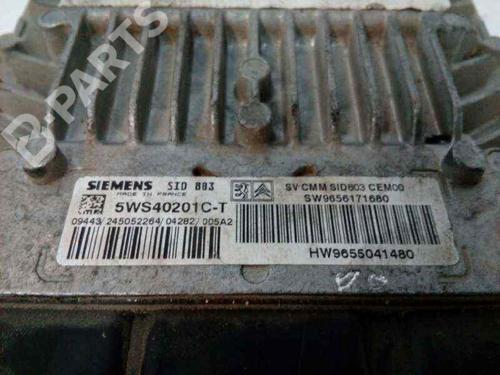 B-PARTS
SIEMENS SID 803
MADE IN FRANCE
5WS40201C-T
09443/245052264/04282/005A2
SV CMM SID803 CEM00
SW9656171680
HW9655041480